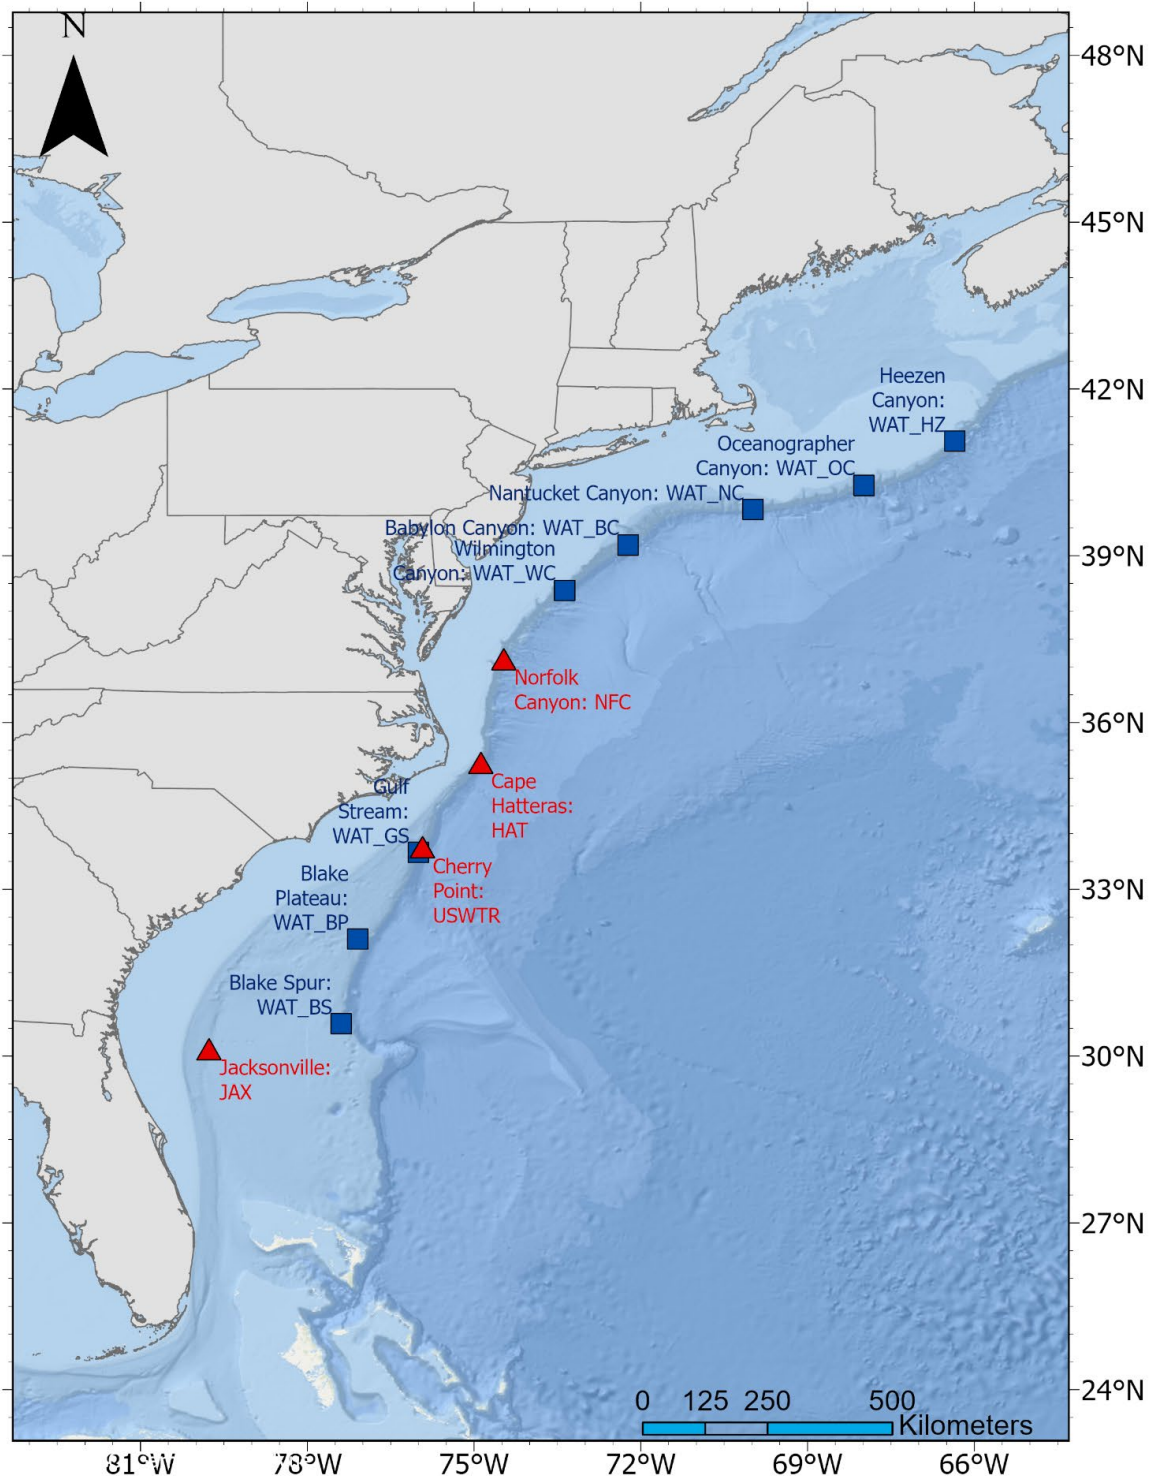 N
48°N
45°N
42°N
39°N
36°N
33°N
30°N
27°N
24°N
Heezen
Canyon:
WAT_HZ
Oceanographer
Canyon: WAT_OC
Nantucket Canyon: WAT_NC
Babylon Canyon: WAT_BC
Wilmington
Canyon: WAT_WC
Norfolk
Canyon: NFC
Cape
Hatteras:
HAT
Gulf
Stream:
WAT_GS
Cherry
Point:
USWTR
Blake
Plateau:
WAT_BP
Blake Spur:
WAT_BS
Jacksonville:
JAX
0 125 250 500
Kilometers
81°W 78°W 75°W 72°W 69°W 66°W